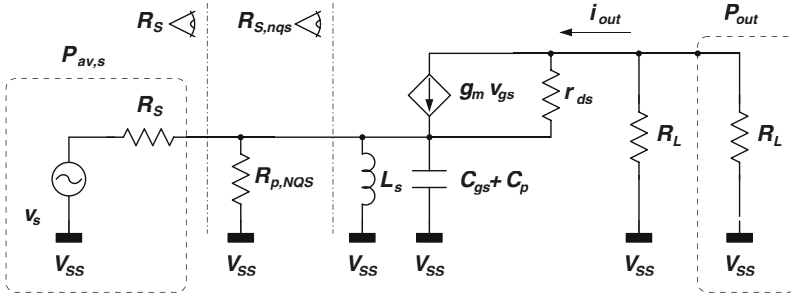 R_S
R_S,nqs
i_out
P_out
P_av,s
g_m v_gs
r_ds
R_S
R_L
R_L
R_p,NQS
L_s
C_gs + C_p
v_s
V_SS
V_SS
V_SS
V_SS
V_SS
V_SS